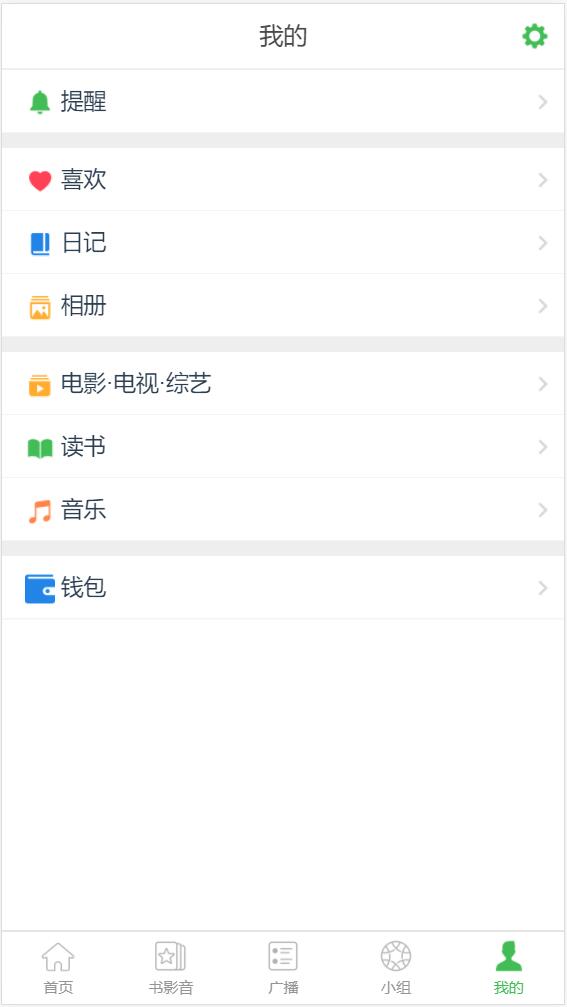 我的
提醒
喜欢
日记
相册
电影·电视·综艺
读书
音乐
钱包
首页
书影音
广播
小组
我的